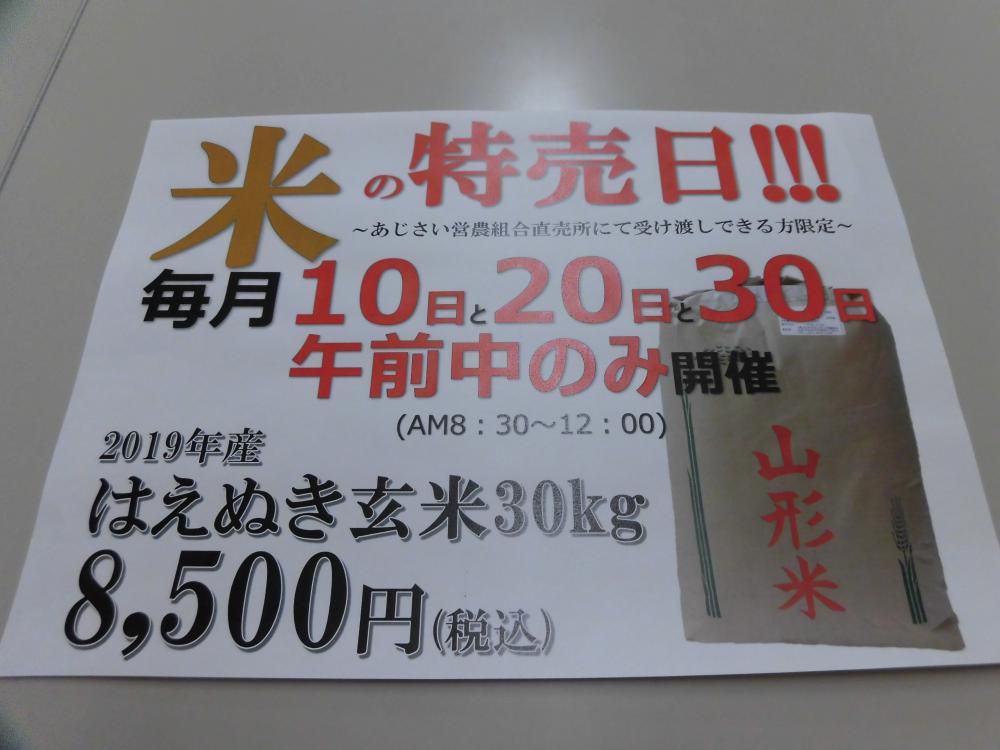 米の特売日!!!
～あじさい営農組合直売所にて受け渡しできる方限定～
毎月10日と20日と30日
午前中のみ開催
(AM8：30～12：00)
2019年産
はえぬき玄米30kg
8,500円(税込)
山形米